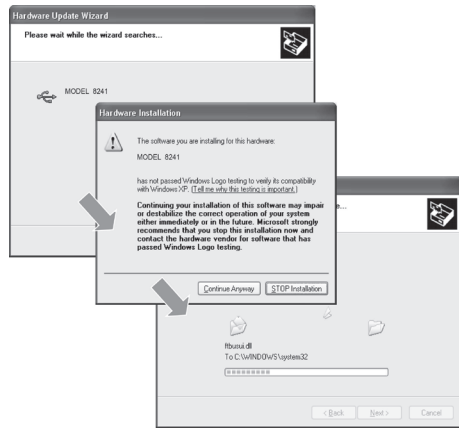 Hardware Update Wizard
Please wait while the wizard searches...
MODEL 8241
Hardware Installation
The software you are installing for this hardware:
MODEL 8241
has not passed Windows Logo testing to verify its compatibility
with Windows XP. (Tell me why this testing is important.)
Continuing your installation of this software may impair
or destabilize the correct operation of your system
either immediately or in the future. Microsoft strongly
recommends that you stop this installation now and
contact the hardware vendor for software that has
passed Windows Logo testing.
Continue Anyway
STOP Installation
ftbusui.dll
To C:\WINDOWS\system32
< Back
Next >
Cancel